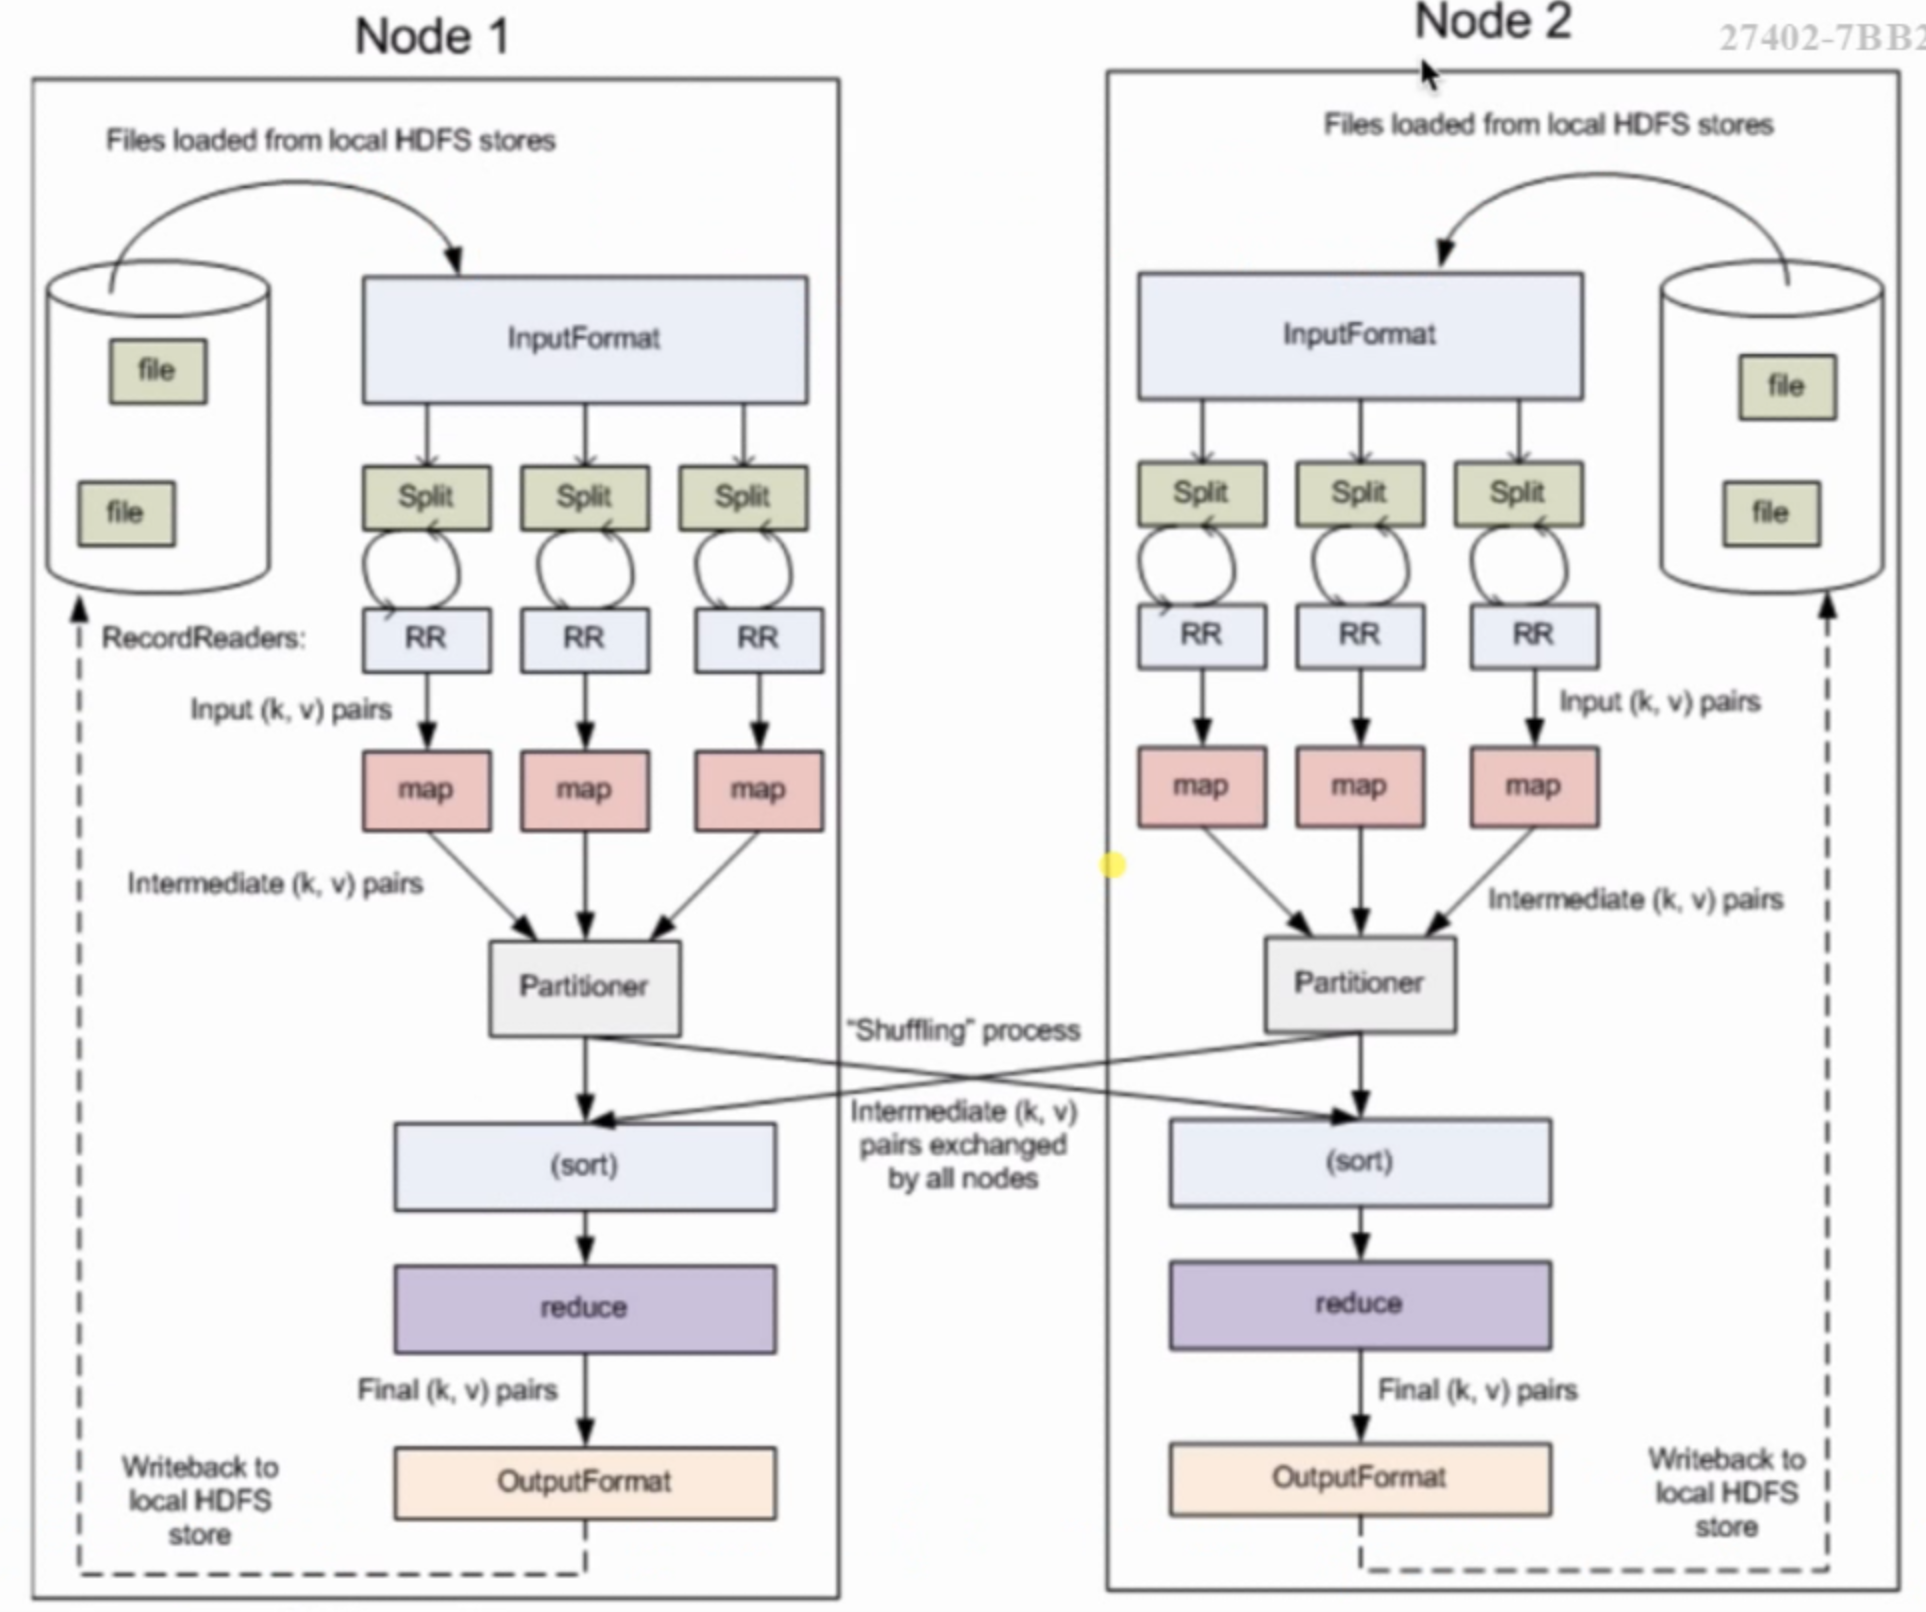 Node 1
Files loaded from local HDFS stores
file
file
InputFormat
Split
Split
Split
RecordReaders:
RR
RR
RR
Input (k, v) pairs
map
map
map
Intermediate (k, v) pairs
Partitioner
(sort)
reduce
Final (k, v) pairs
OutputFormat
Writeback to
local HDFS
store
"Shuffling" process
Intermediate (k, v)
pairs exchanged
by all nodes
Node 2
27402-7BB2
Files loaded from local HDFS stores
InputFormat
file
file
Split
Split
Split
RR
RR
RR
Input (k, v) pairs
map
map
map
Intermediate (k, v) pairs
Partitioner
(sort)
reduce
Final (k, v) pairs
OutputFormat
Writeback to
local HDFS
store